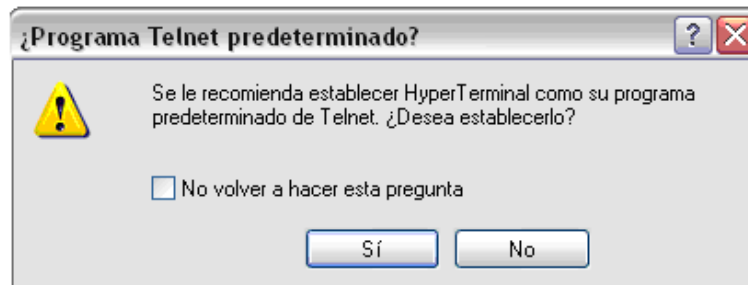 ¿Programa Telnet predeterminado?
Se le recomienda establecer HyperTerminal como su programa
predeterminado de Telnet. ¿Desea establecerlo?
No volver a hacer esta pregunta
Sí
No